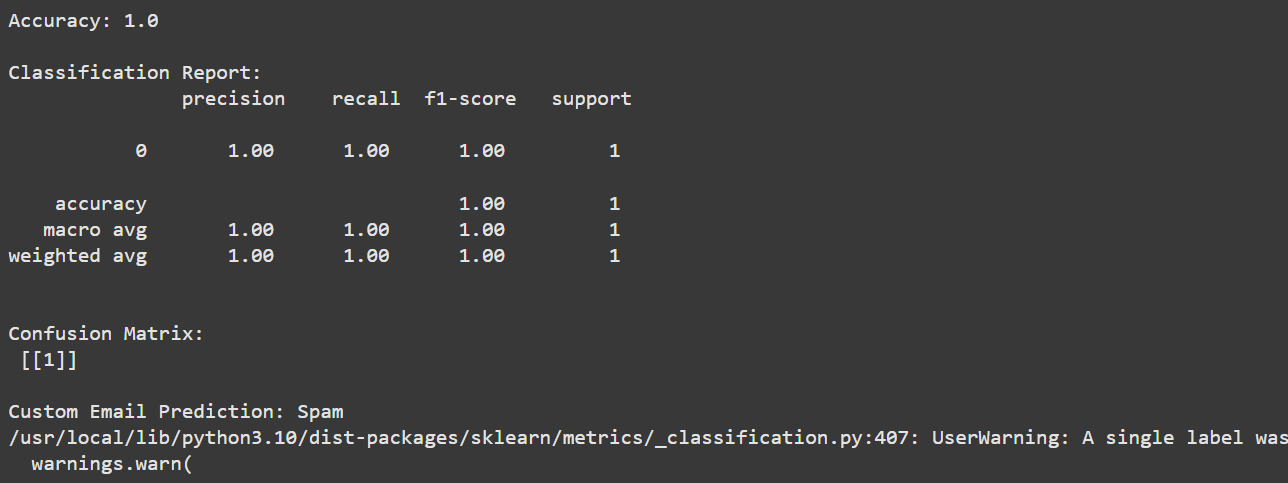 Accuracy: 1.0
Classification Report:
precision recall f1-score support
0 1.00 1.00 1.00 1
accuracy 1.00 1
macro avg 1.00 1.00 1.00 1
weighted avg 1.00 1.00 1.00 1
Confusion Matrix:
[[1]]
Custom Email Prediction: Spam
/usr/local/lib/python3.10/dist-packages/sklearn/metrics/_classification.py:407: UserWarning: A single label was
warnings.warn(